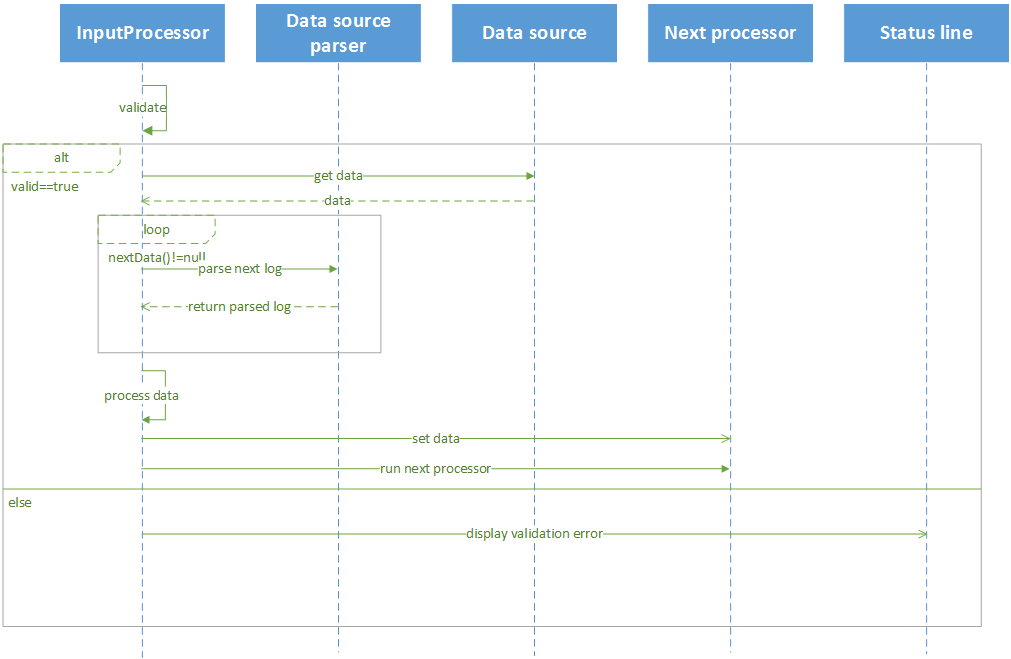 InputProcessor
Data source
parser
Data source
Next processor
Status line
validate
alt
valid==true
get data
data
loop
nextData()!=null
parse next log
return parsed log
process data
set data
run next processor
else
display validation error